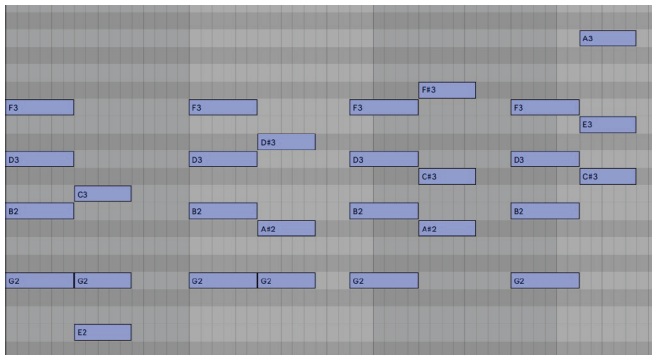 A3
F#3
F3 F3 F3 F3
E3
D#3
D3 D3 D3 D3
C#3 C#3
C3
B2 B2 B2 B2
A#2 A#2
G2 G2 G2 G2 G2 G2
E2